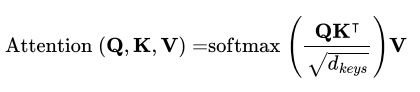 Attention (Q, K, V) =softmax (QK⊺ / √d_keys) V